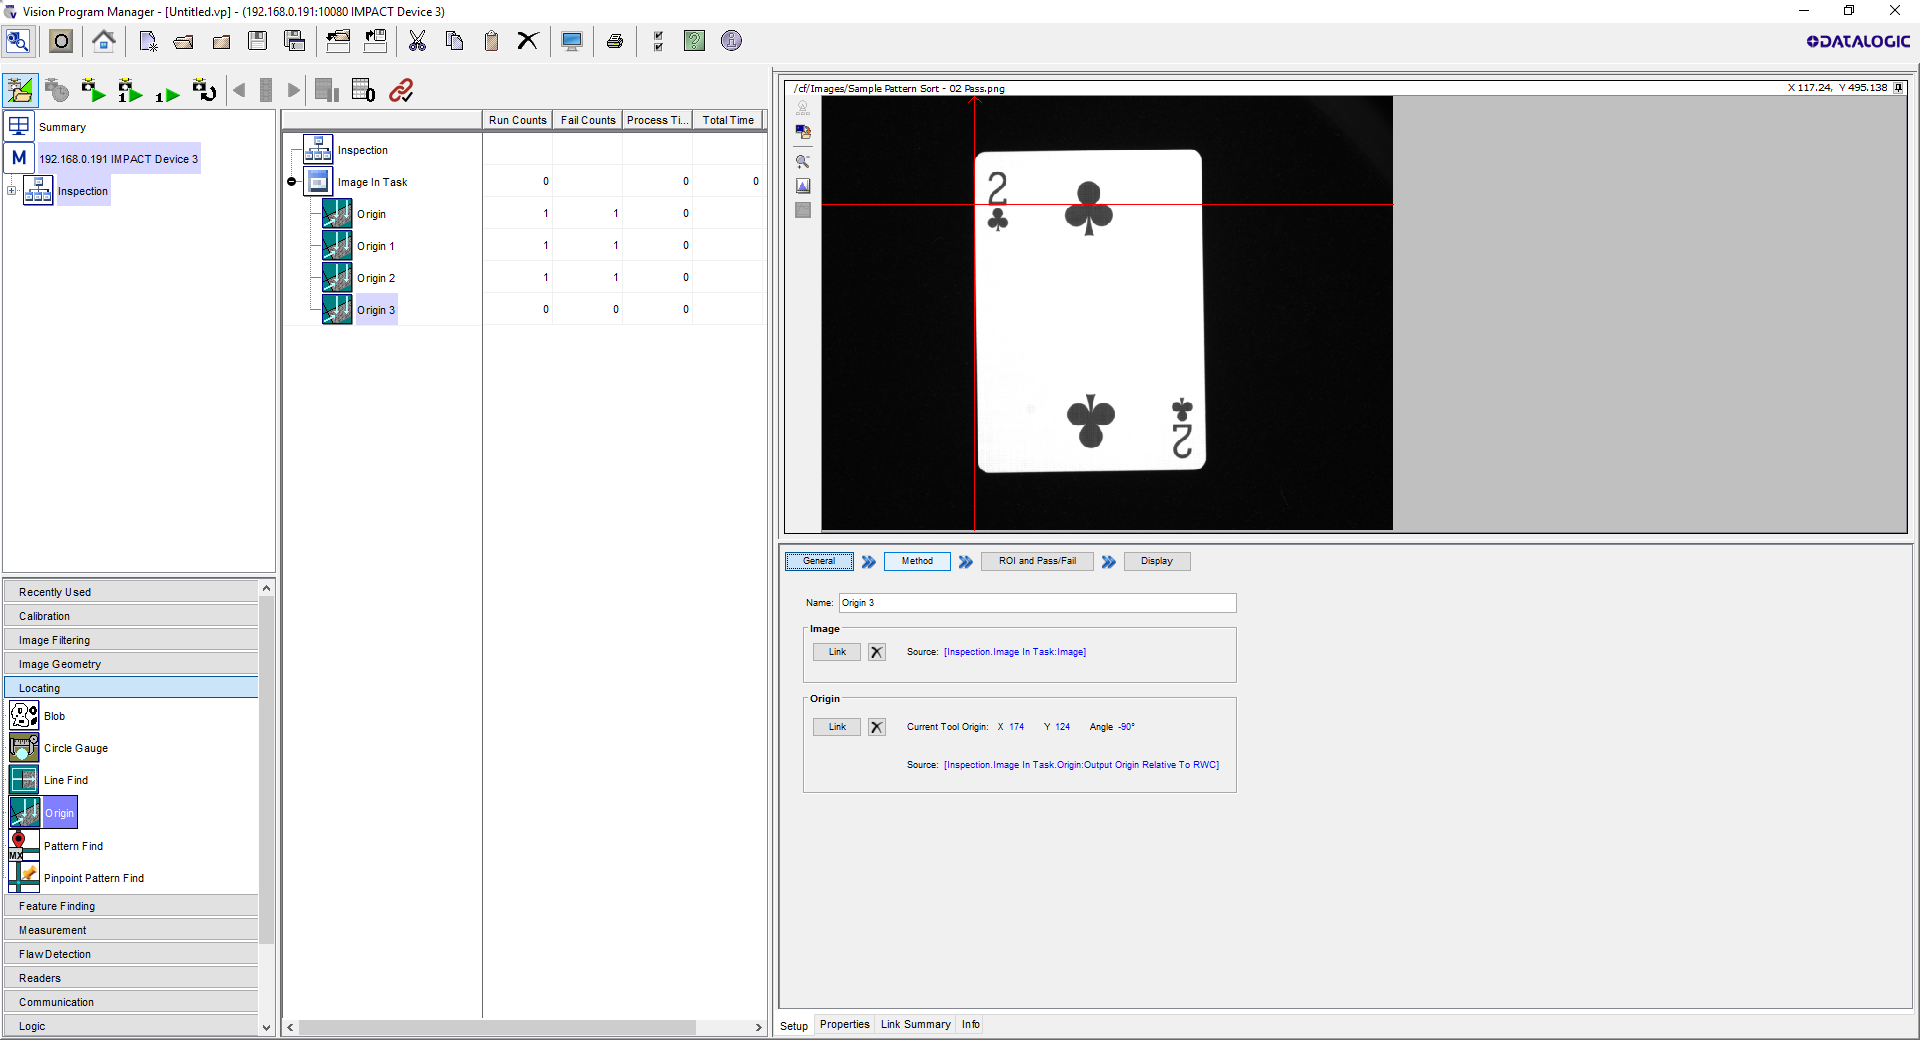 Vision Program Manager - [Untitled.vp] - (192.168.0.191:10080 IMPACT Device 3)
DATALOGIC
Summary
M 192.168.0.191 IMPACT Device 3
Inspection
Recently Used
Calibration
Image Filtering
Image Geometry
Locating
Blob
Circle Gauge
Line Find
Origin
Pattern Find
Pinpoint Pattern Find
Feature Finding
Measurement
Flaw Detection
Readers
Communication
Logic
Run Counts Fail Counts Process Ti... Total Time
Inspection
Image In Task 0 0 0
Origin 1 1 0
Origin 1 1 1 0
Origin 2 1 1 0
Origin 3 0 0 0
/cf/Images/Sample Pattern Sort - 02 Pass.png X 117.24, Y 495.138
2
2
General Method ROI and Pass/Fail Display
Name: Origin 3
Image
Link Source: [Inspection.Image In Task:Image]
Origin
Link Current Tool Origin: X 174 Y 124 Angle -90°
Source: [Inspection.Image In Task.Origin:Output Origin Relative To RWC]
Setup Properties Link Summary Info